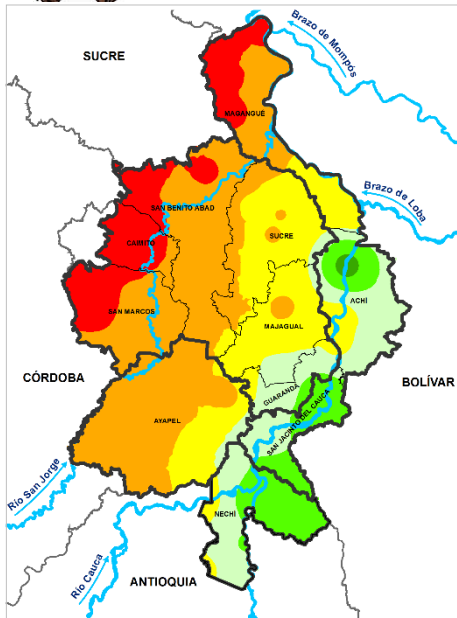 SUCRE
Brazo de Mompós
MAGANGUÉ
Brazo de Loba
SAN BENITO ABAD
SUCRE
CAIMITO
ACHÍ
SAN MARCOS
MAJAGUAL
CÓRDOBA
BOLÍVAR
GUARANDA
AYAPEL
SAN JACINTO DEL CAUCA
Río San Jorge
NECHÍ
Río Cauca
ANTIOQUIA